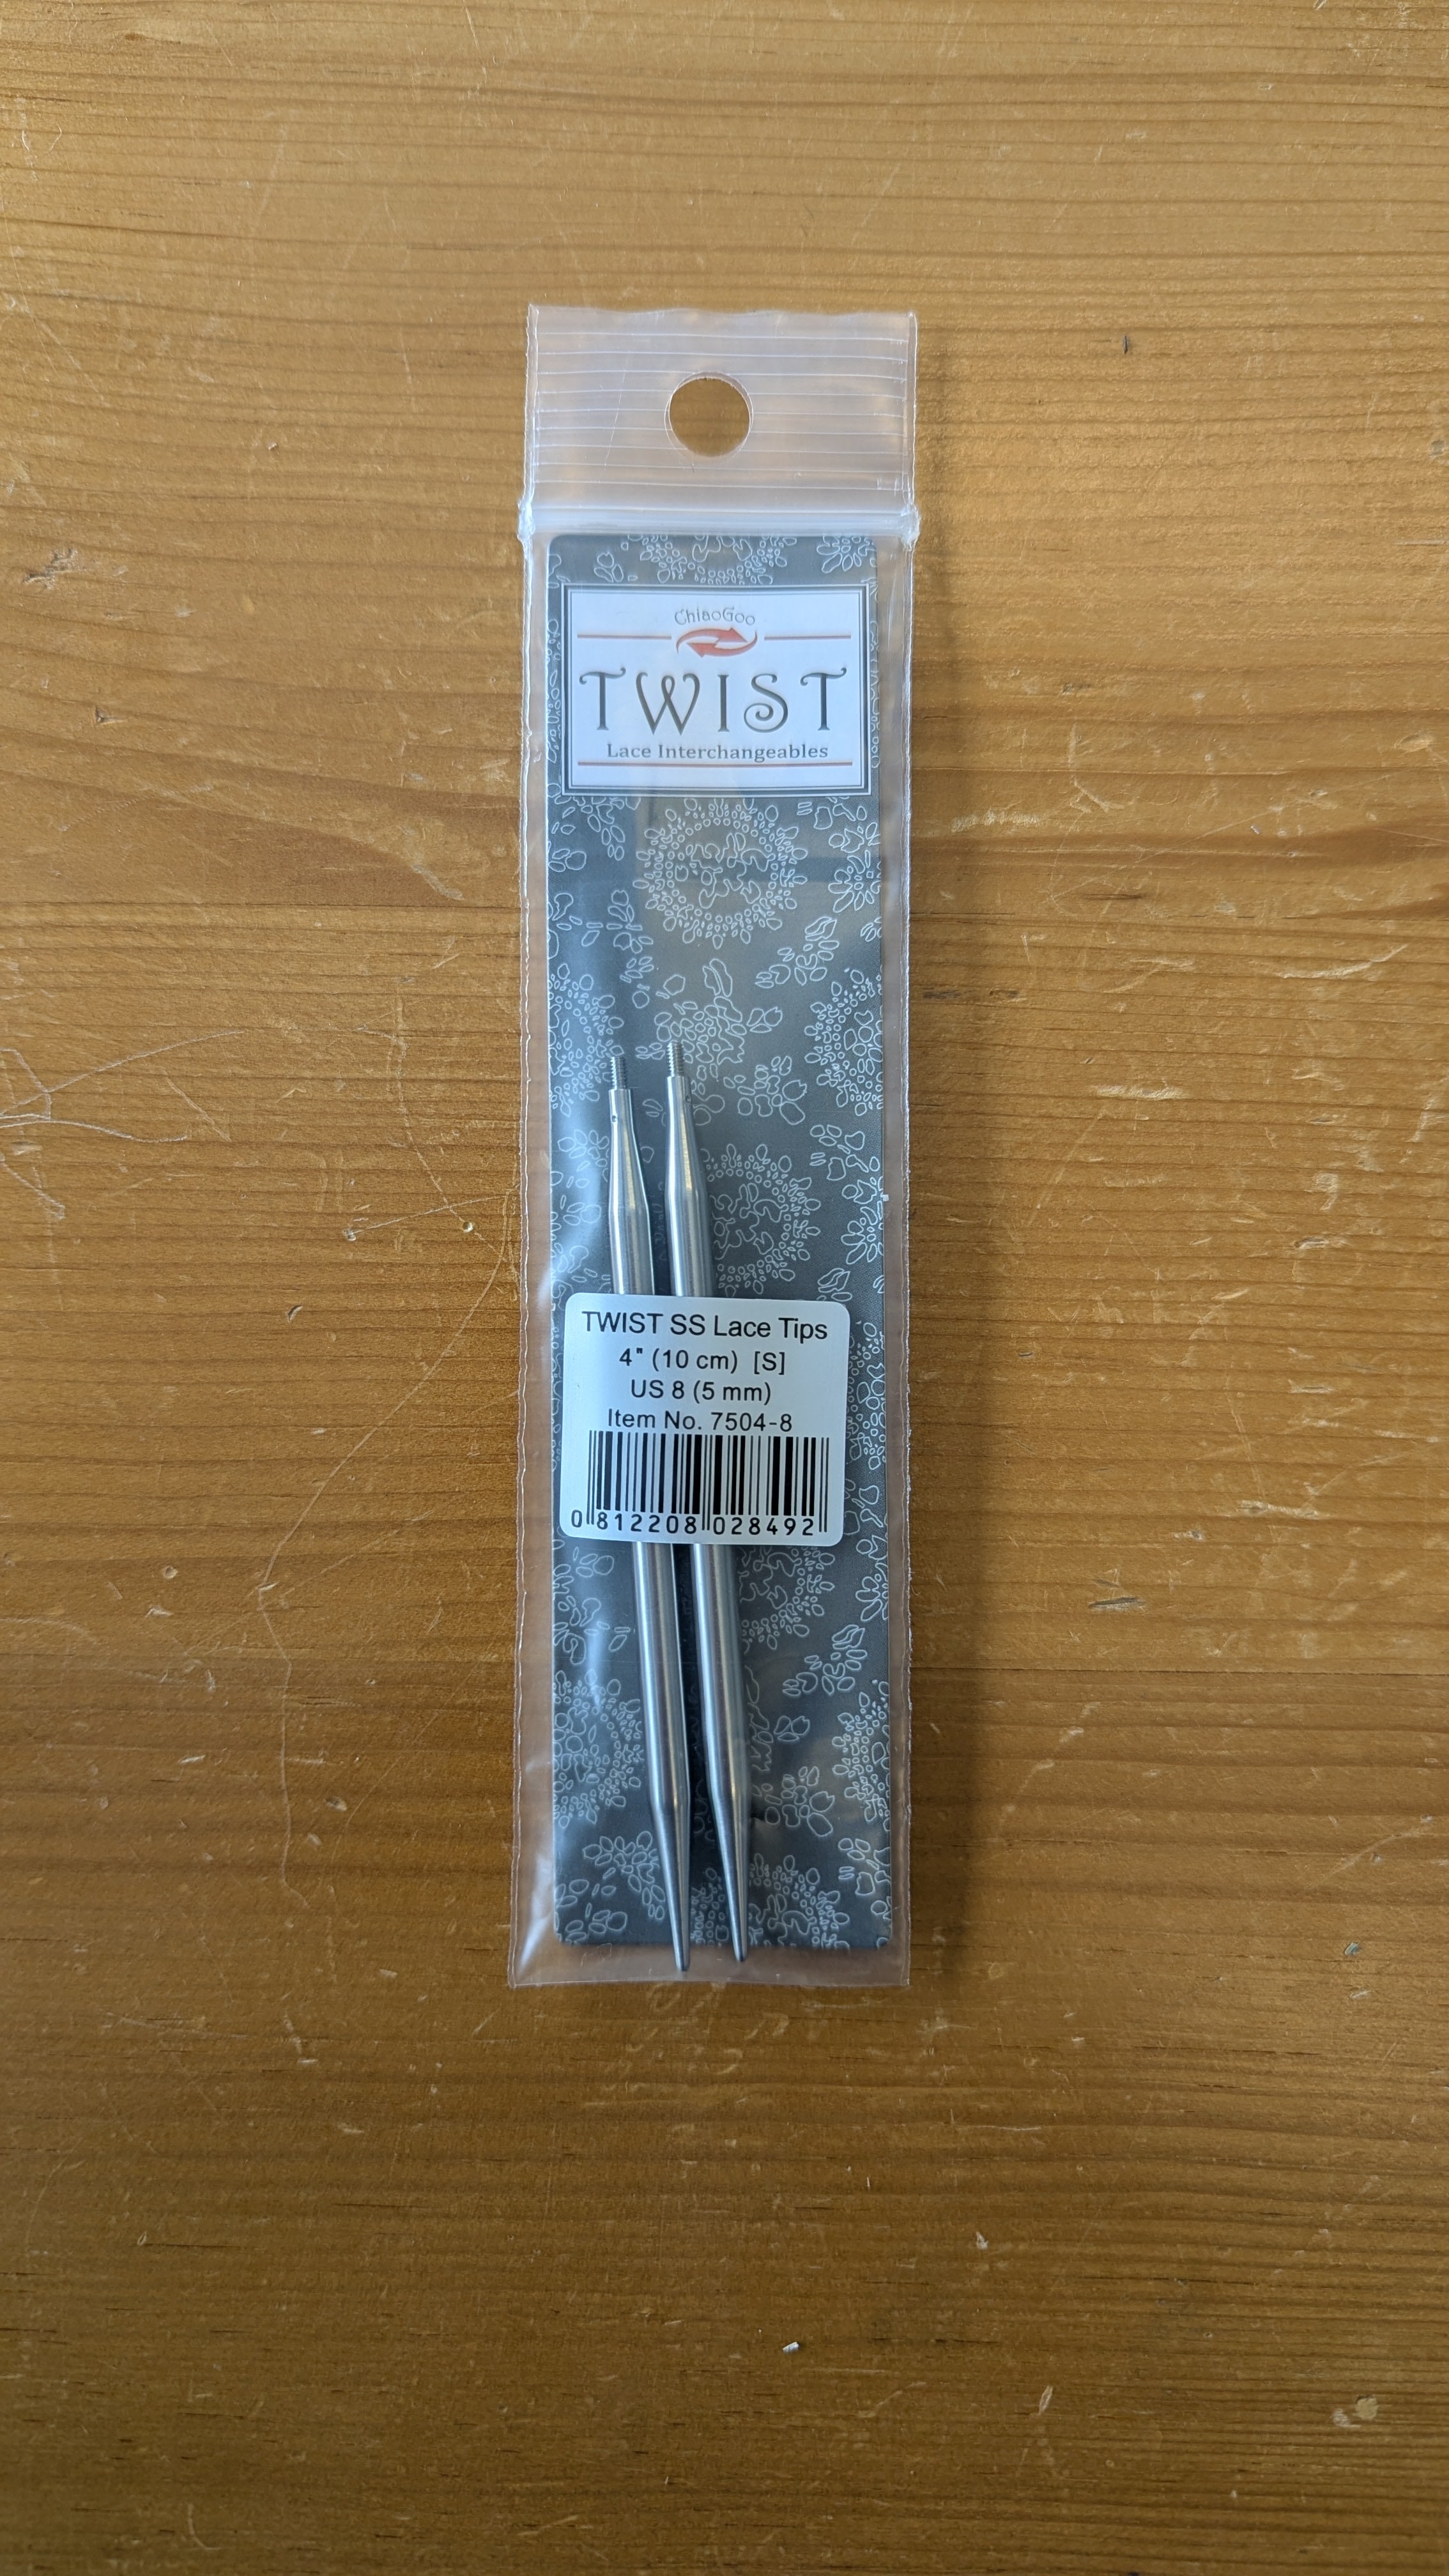 ChiaoGoo
TWIST
Lace Interchangeables
TWIST SS Lace Tips
4" (10 cm) [S]
US 8 (5 mm)
Item No. 7504-8
0 812208 028492